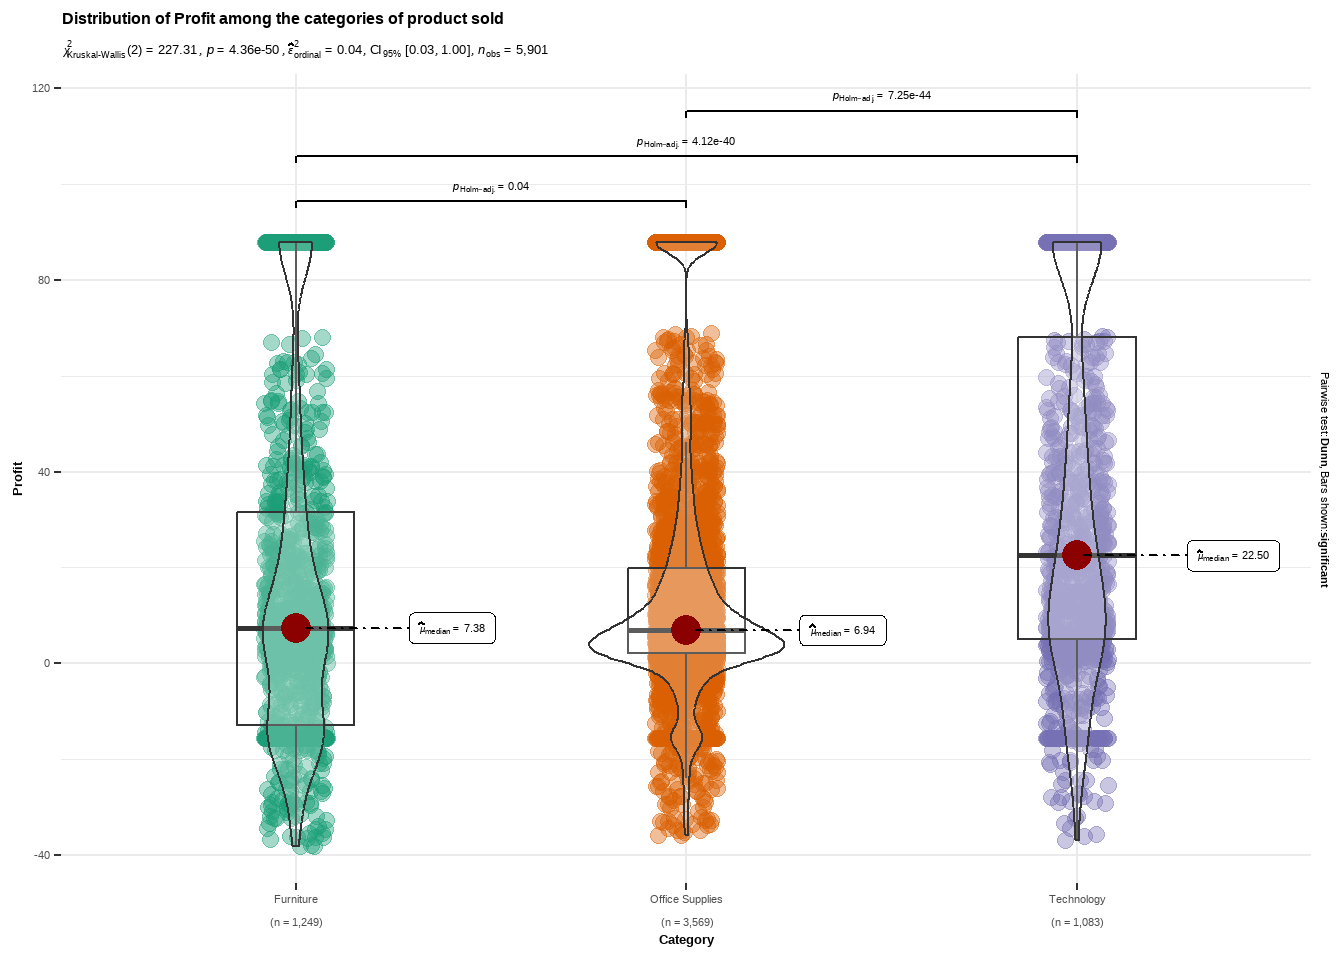 Distribution of Profit among the categories of product sold
χ²Kruskal-Wallis(2) = 227.31, p = 4.36e-50, ε̂²ordinal = 0.04, CI95% [0.03, 1.00], nobs = 5,901
120
80
40
0
-40
Profit
pHolm-adj. = 7.25e-44
pHolm-adj. = 4.12e-40
pHolm-adj. = 0.04
μ̂median = 7.38
μ̂median = 6.94
μ̂median = 22.50
Pairwise test:Dunn, Bars shown:significant
Furniture
(n = 1,249)
Office Supplies
(n = 3,569)
Technology
(n = 1,083)
Category